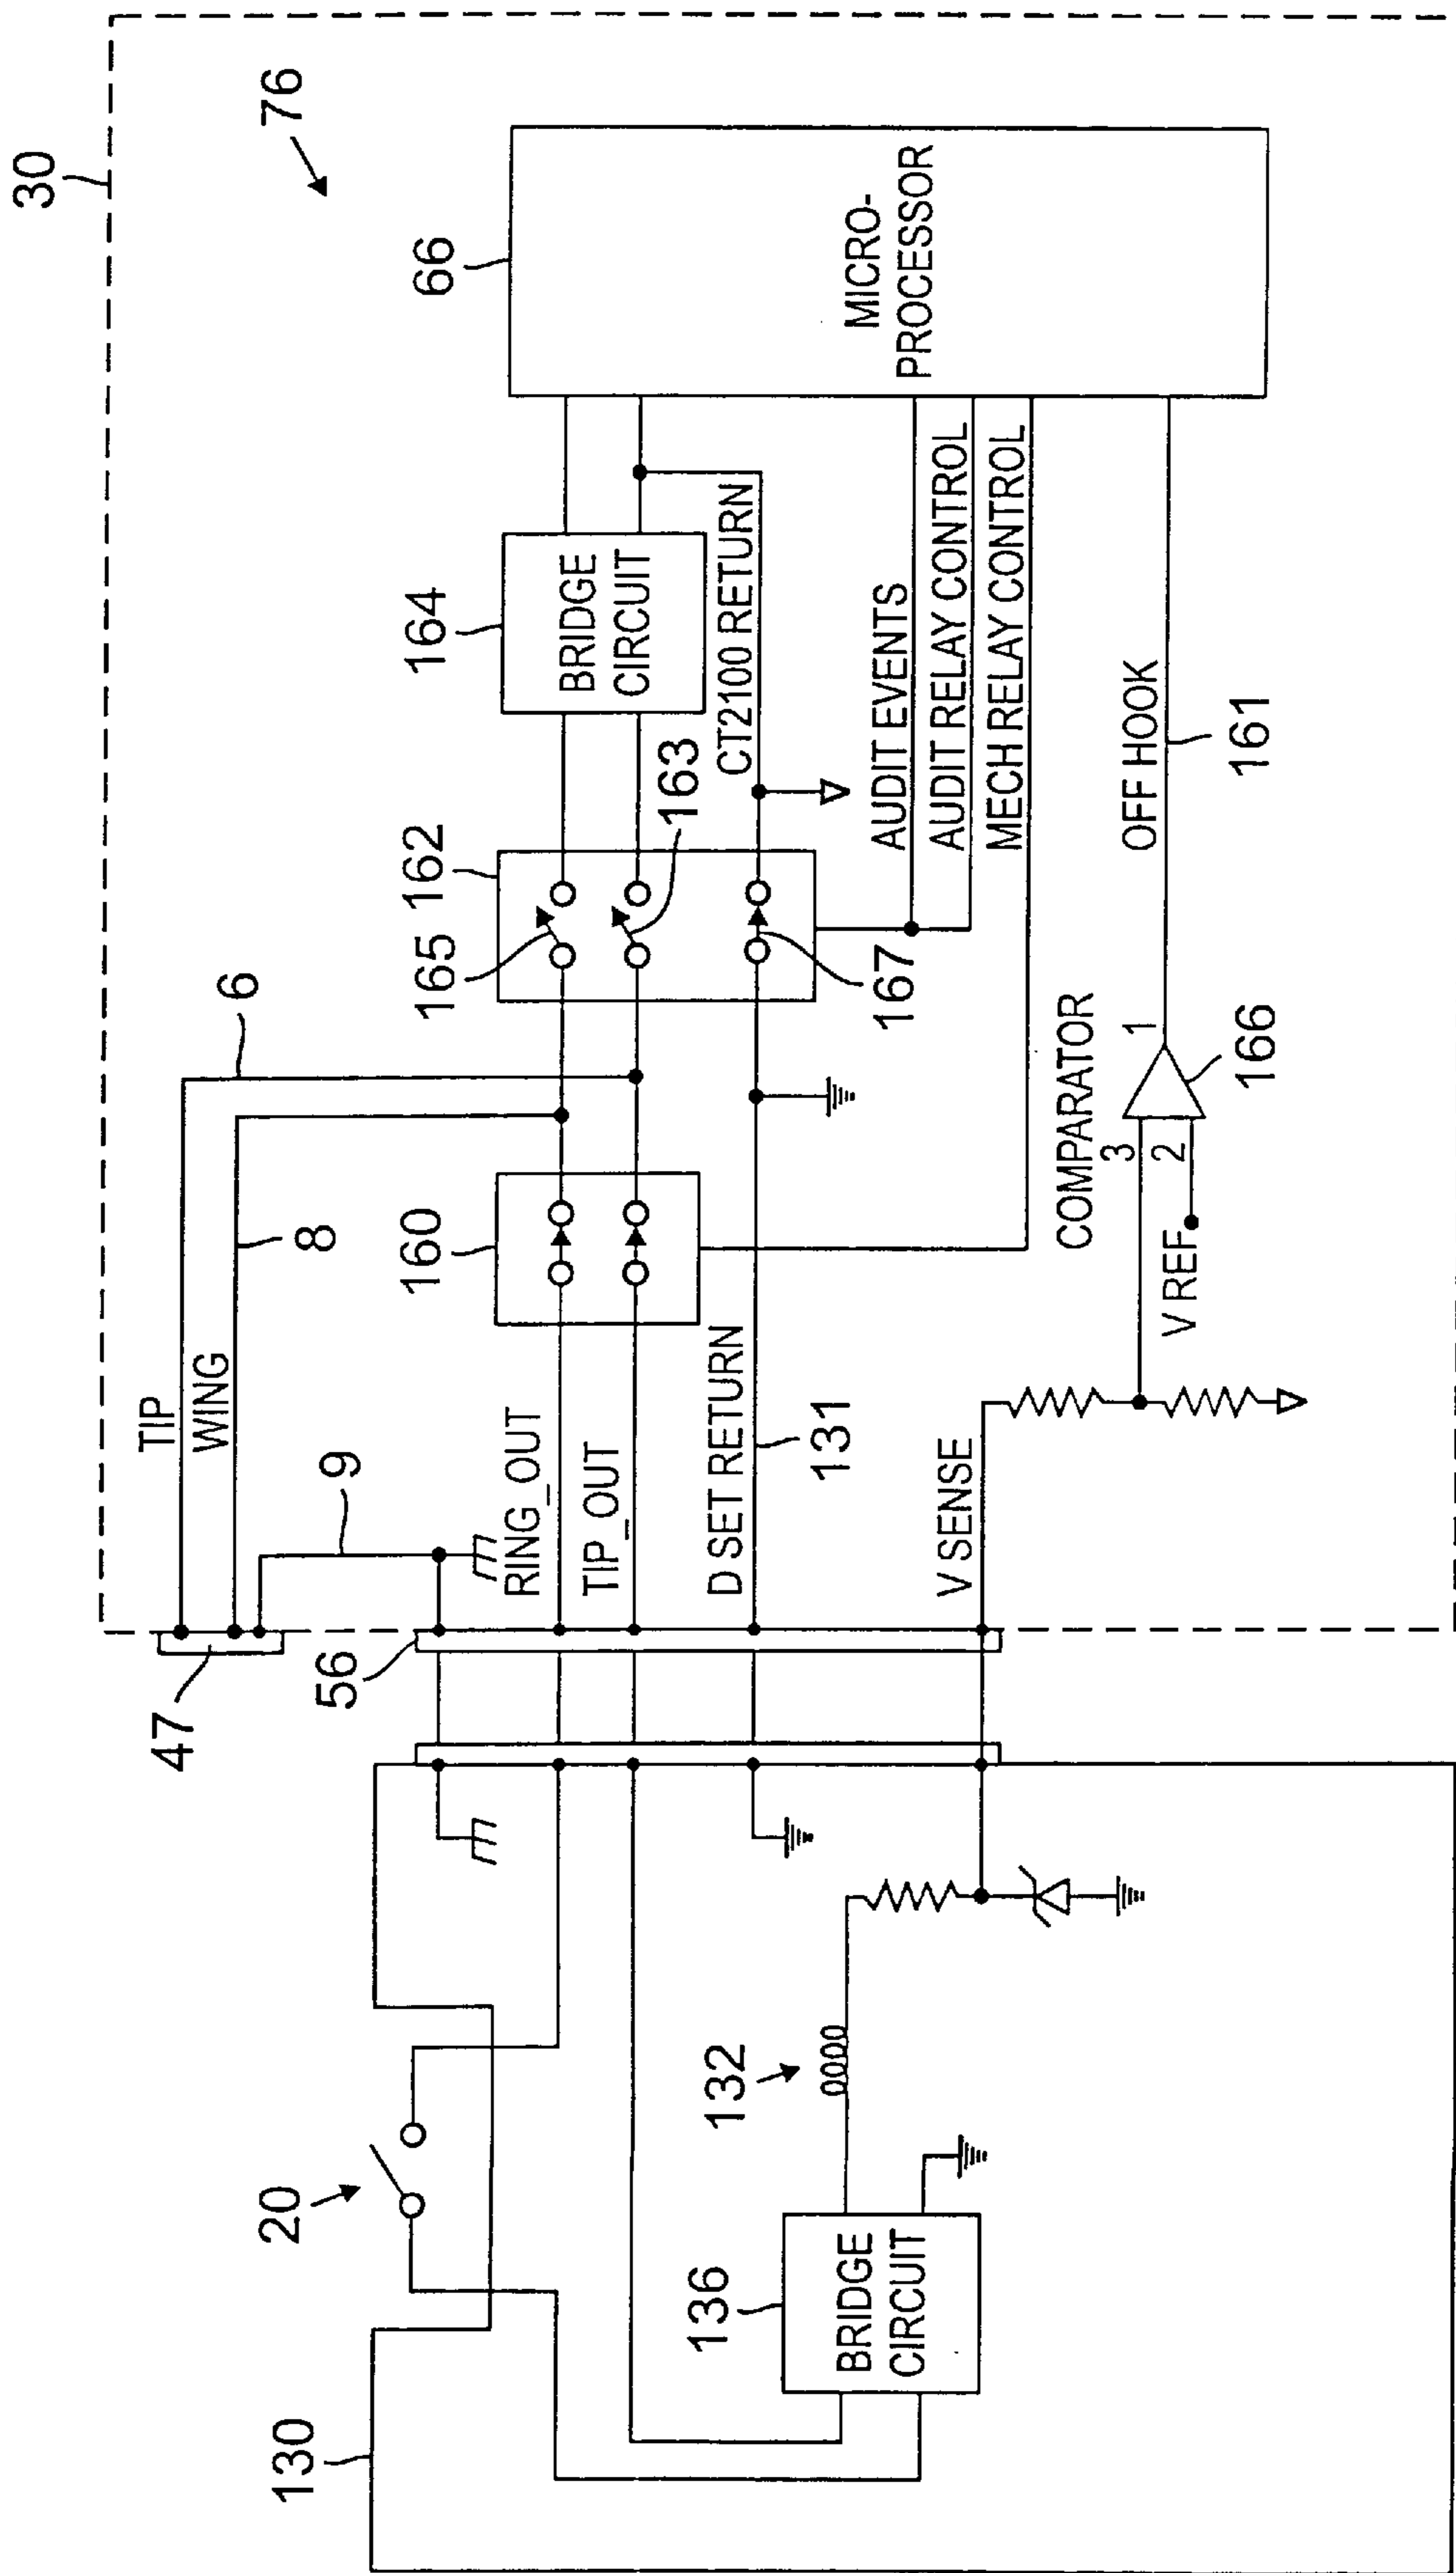 30
76
66
MICRO-
PROCESSOR
164
BRIDGE
CIRCUIT
CT2100 RETURN
162
163
165
167
AUDIT EVENTS
AUDIT RELAY CONTROL
MECH RELAY CONTROL
OFF HOOK
161
6
TIP
WING
8
9
160
RING_OUT
TIP_OUT
D SET RETURN
131
V SENSE
COMPARATOR
3
2
1
V REF
166
47
56
20
130
132
136
BRIDGE
CIRCUIT